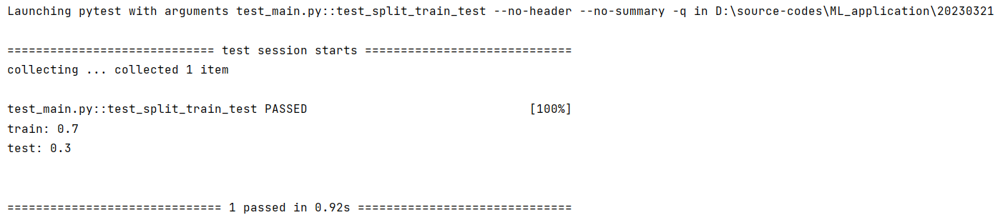 Launching pytest with arguments test_main.py::test_split_train_test --no-header --no-summary -q in D:\source-codes\ML_application\20230321
============================= test session starts =============================
collecting ... collected 1 item
test_main.py::test_split_train_test PASSED                               [100%]
train: 0.7
test: 0.3
============================== 1 passed in 0.92s ==============================